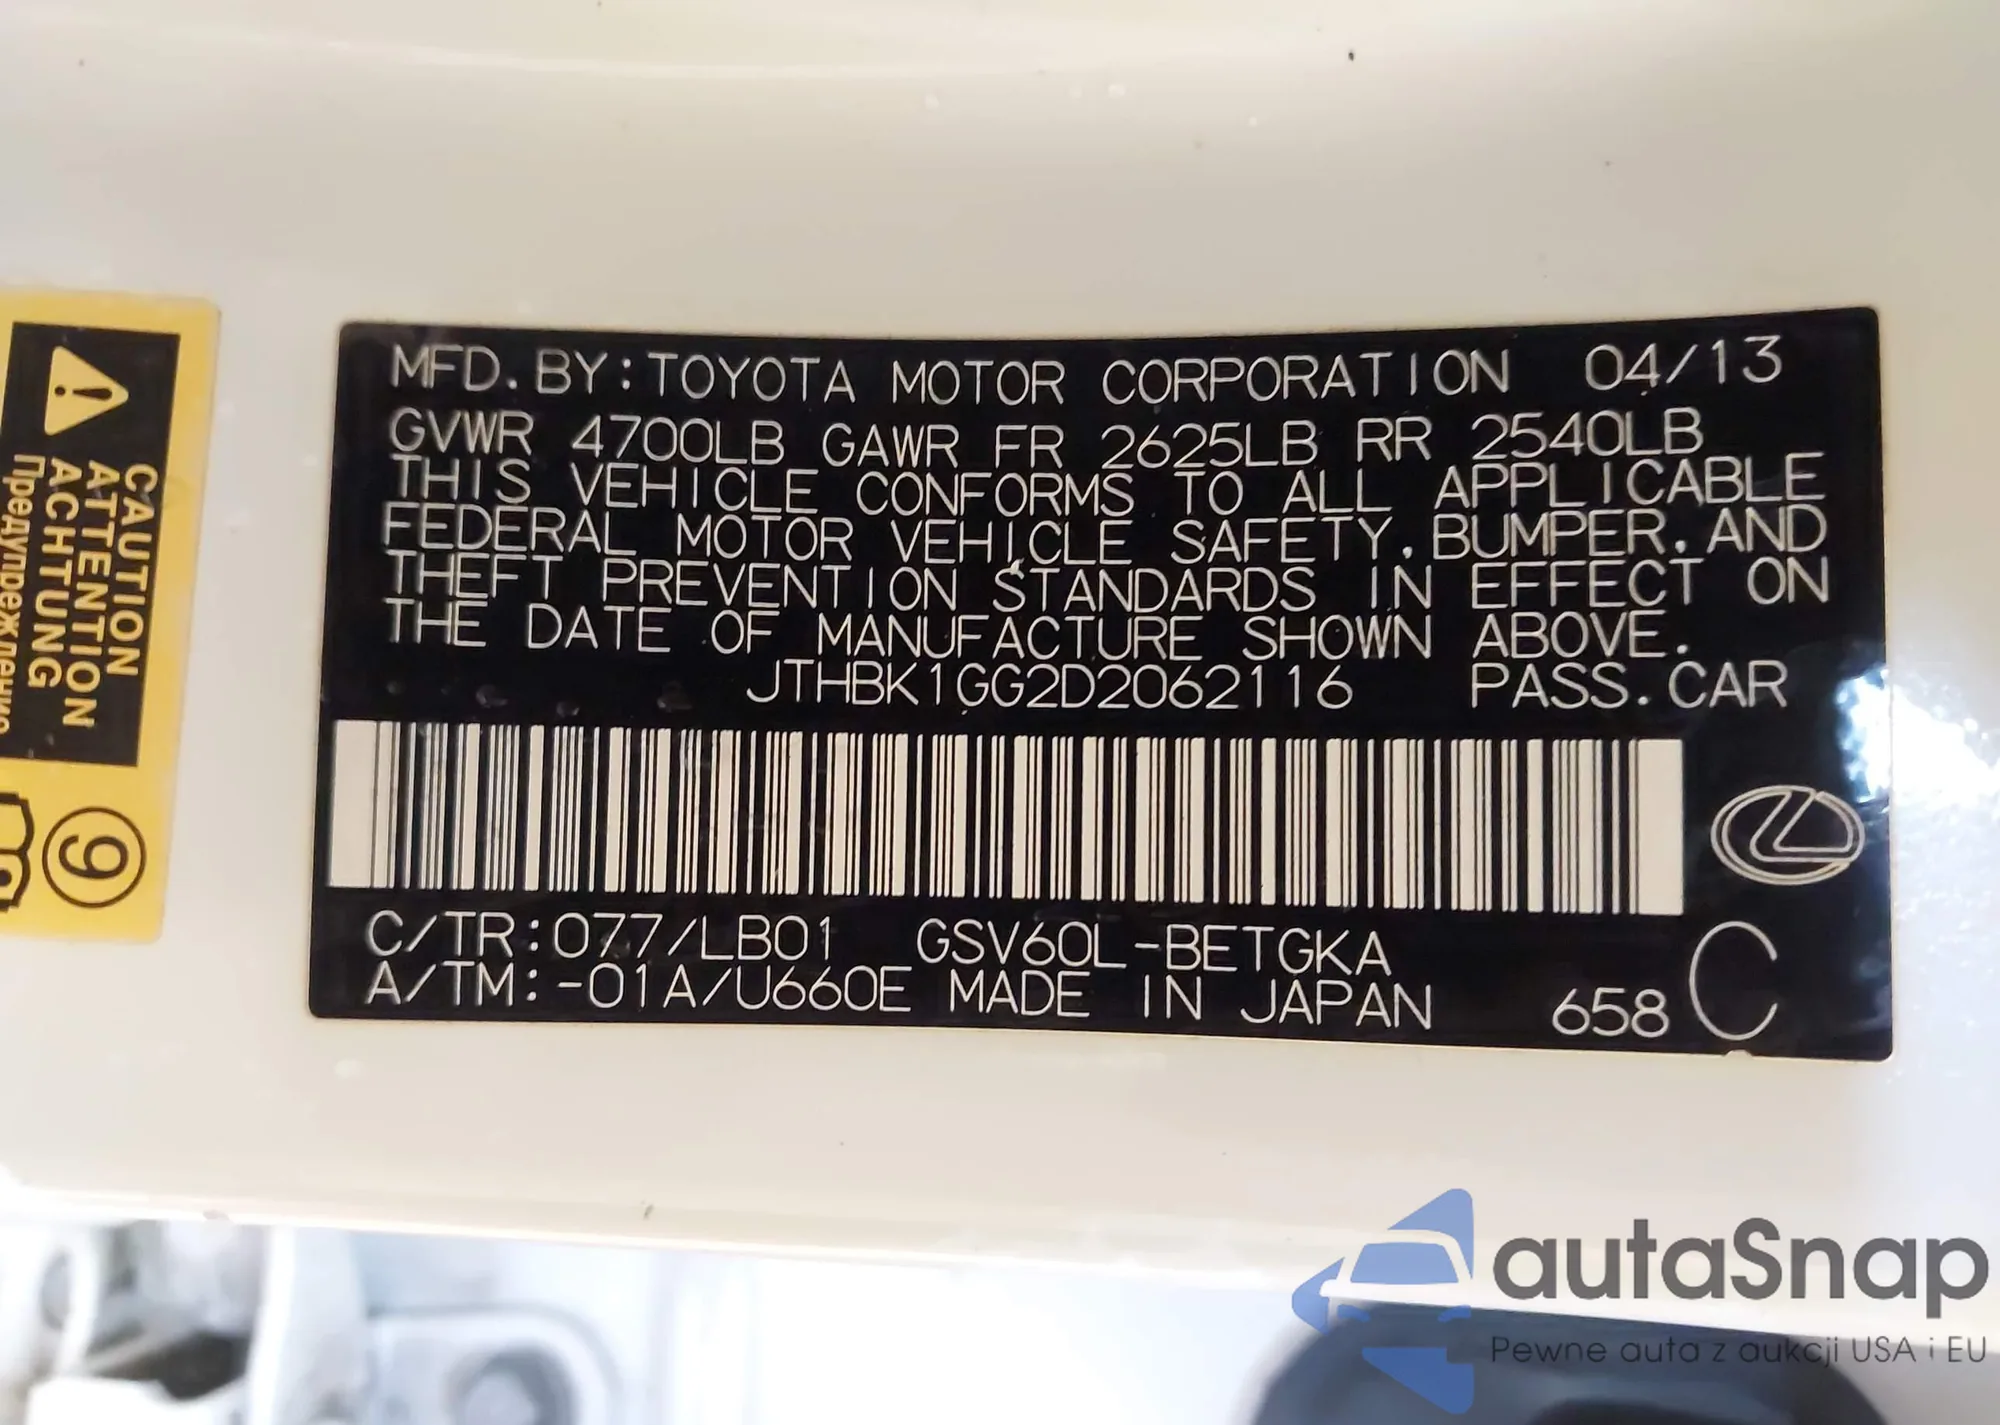 MFD. BY: TOYOTA MOTOR CORPORATION 04/13
GVWR 4700LB GAWR FR 2625LB RR 2540LB
THIS VEHICLE CONFORMS TO ALL APPLICABLE
FEDERAL MOTOR VEHICLE SAFETY, BUMPER, AND
THEFT PREVENTION STANDARDS IN EFFECT ON
THE DATE OF MANUFACTURE SHOWN ABOVE.
JTHBK1GG2D2062116 PASS. CAR
C/TR: 077/LB01 GSV60L-BETGKA
A/TM: -01A/U660E MADE IN JAPAN 658 C
CAUTION
ATTENTION
ACHTUNG
Предупреждение
9
autaSnap
Pewne auta z aukcji USA i EU